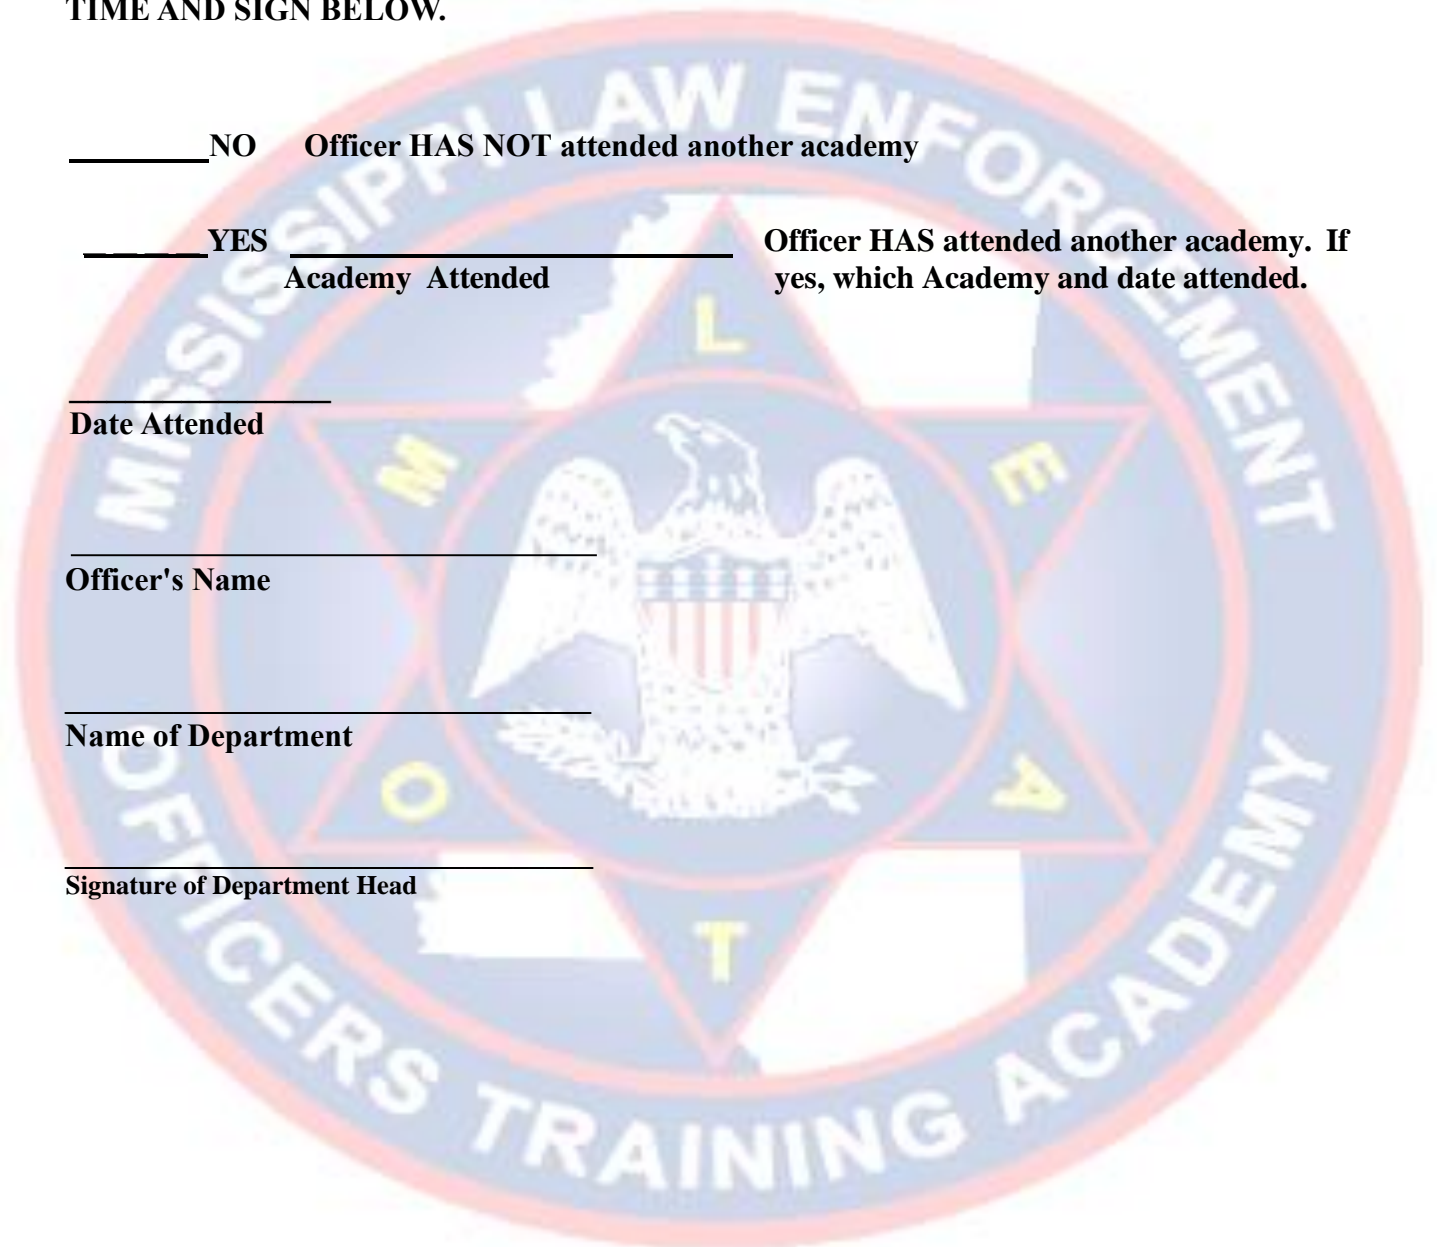 TIME AND SIGN BELOW.
______NO Officer HAS NOT attended another academy
_ _ _ _ YES ______ Officer HAS attended another academy. If
Academy Attended yes, which Academy and date attended.
Date Attended
Officer's Name
Name of Department
Signature of Department Head
MISSISSIPPI LAW ENFORCEMENT
OFFICERS TRAINING ACADEMY
M
L
E
O
T
A